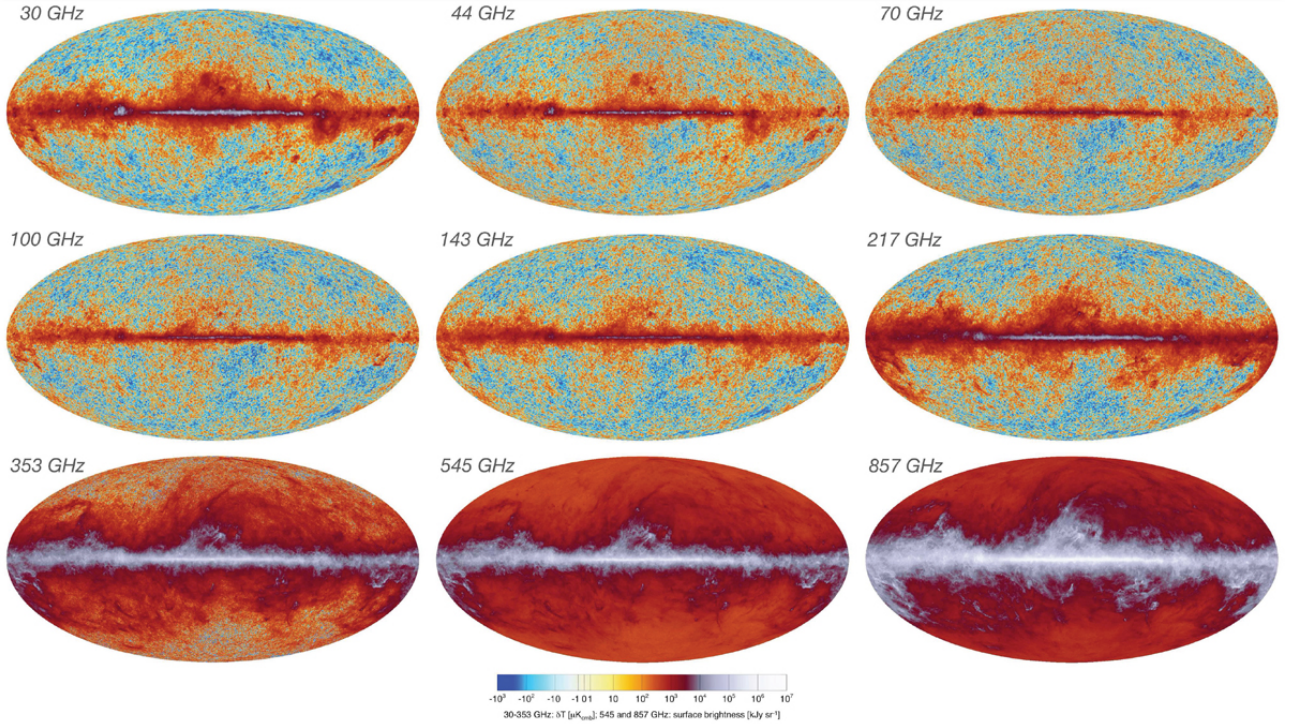 30 GHz 44 GHz 70 GHz
100 GHz 143 GHz 217 GHz
353 GHz 545 GHz 857 GHz
-10³ -10² -10 -1 0 1 10 10² 10³ 10⁴ 10⁵ 10⁶ 10⁷
30-353 GHz: δT [μK_cmb]; 545 and 857 GHz: surface brightness [kJy sr⁻¹]